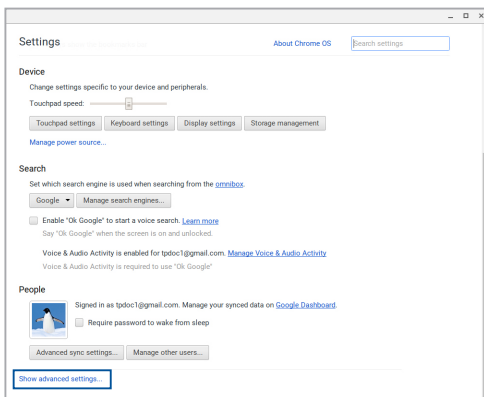 Settings
About Chrome OS
Search settings
Device
Change settings specific to your device and peripherals.
Touchpad speed:
Touchpad settings
Keyboard settings
Display settings
Storage management
Manage power source...
Search
Set which search engine is used when searching from the omnibox.
Google
Manage search engines...
Enable "Ok Google" to start a voice search. Learn more
Say "Ok Google" when the screen is on and unlocked.
Voice & Audio Activity is enabled for tpdoc1@gmail.com. Manage Voice & Audio Activity
Voice & Audio Activity is required to use "Ok Google"
People
Signed in as tpdoc1@gmail.com. Manage your synced data on Google Dashboard.
Require password to wake from sleep
Advanced sync settings...
Manage other users...
Show advanced settings...